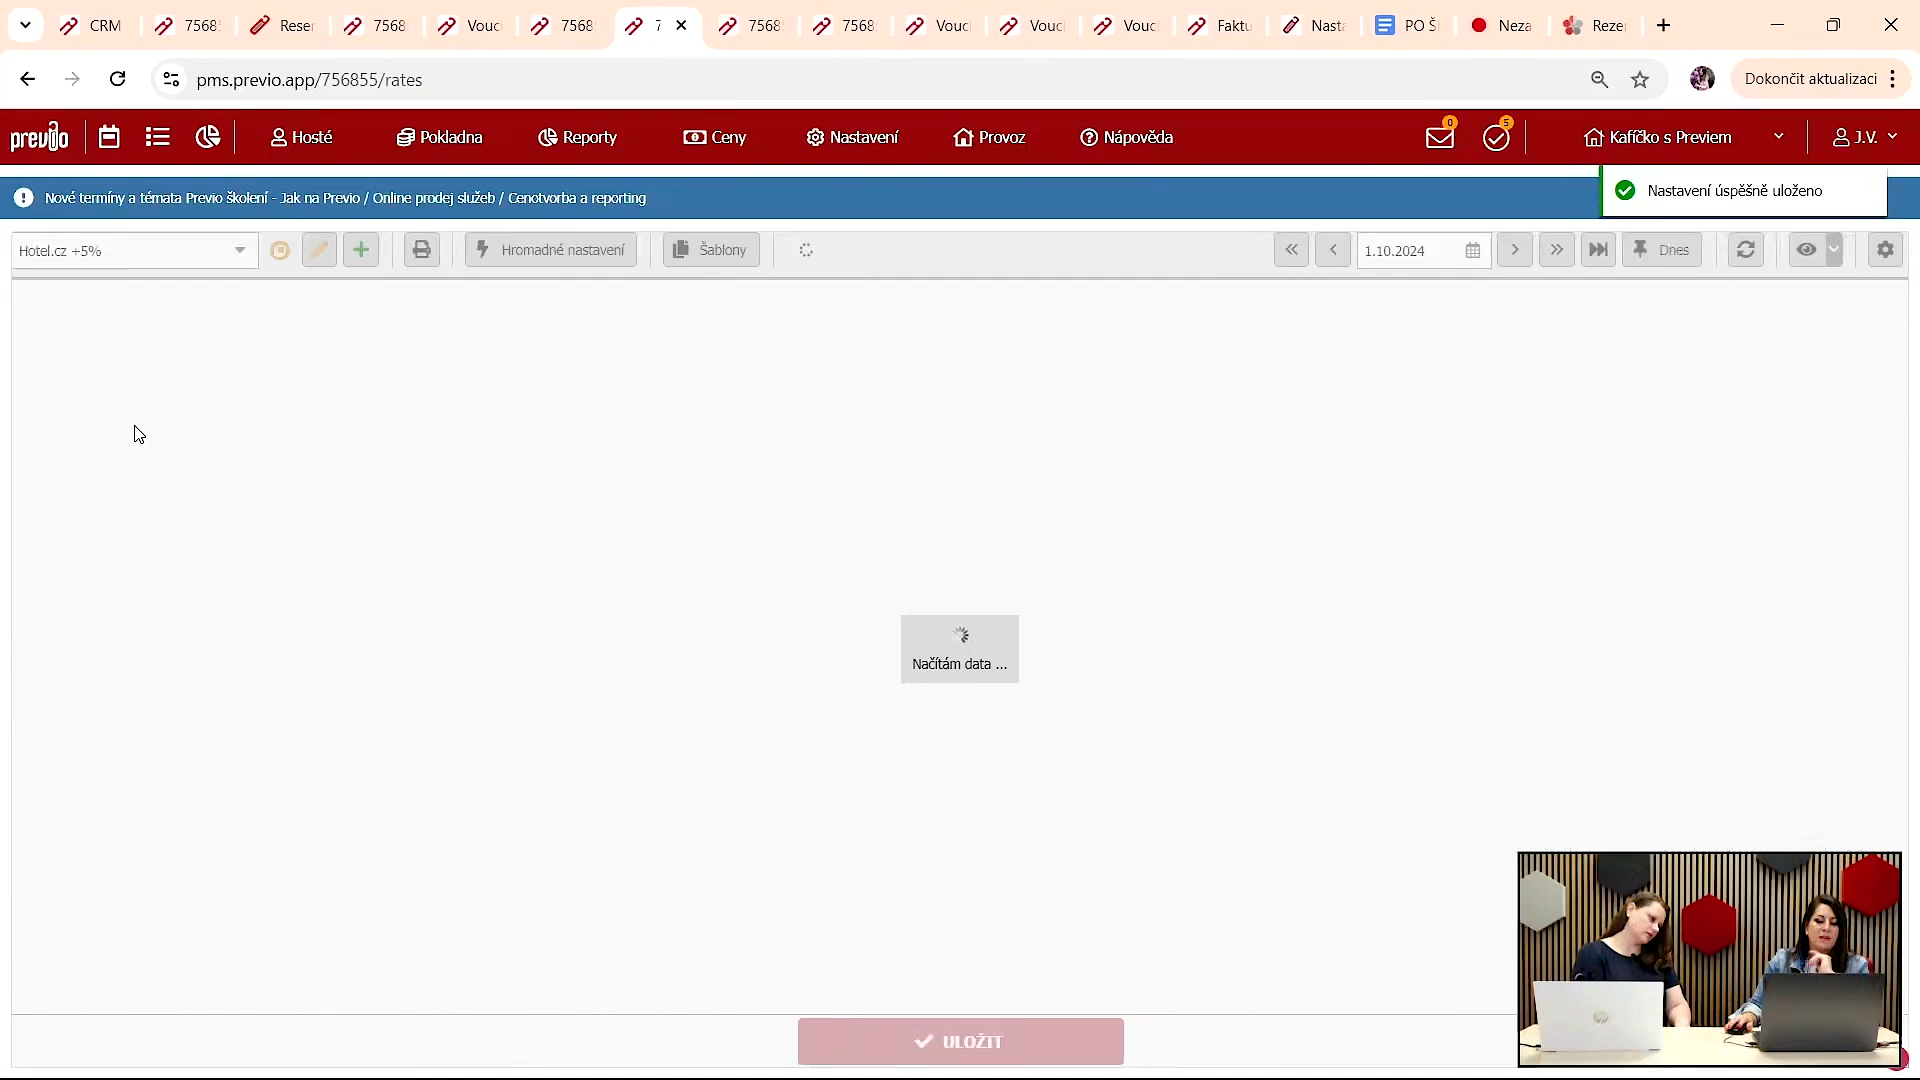 CRM
7568
Reser
7568
Vouc
7568
7
7568
7568
Vouc
Vouc
Vouc
Faktu
Nasta
PO Š
Neza
Rezer
pms.previo.app/756855/rates
Dokončit aktualizaci
previo
Hosté
Pokladna
Reporty
Ceny
Nastavení
Provoz
Nápověda
0
5
Kafíčko s Previem
J.V.
Nové termíny a témata Previo školení - Jak na Previo / Online prodej služeb / Cenotvorba a reporting
Nastavení úspěšně uloženo
Hotel.cz +5%
Hromadné nastavení
Šablony
1.10.2024
Dnes
Načítám data ...
ULOŽIT
hp